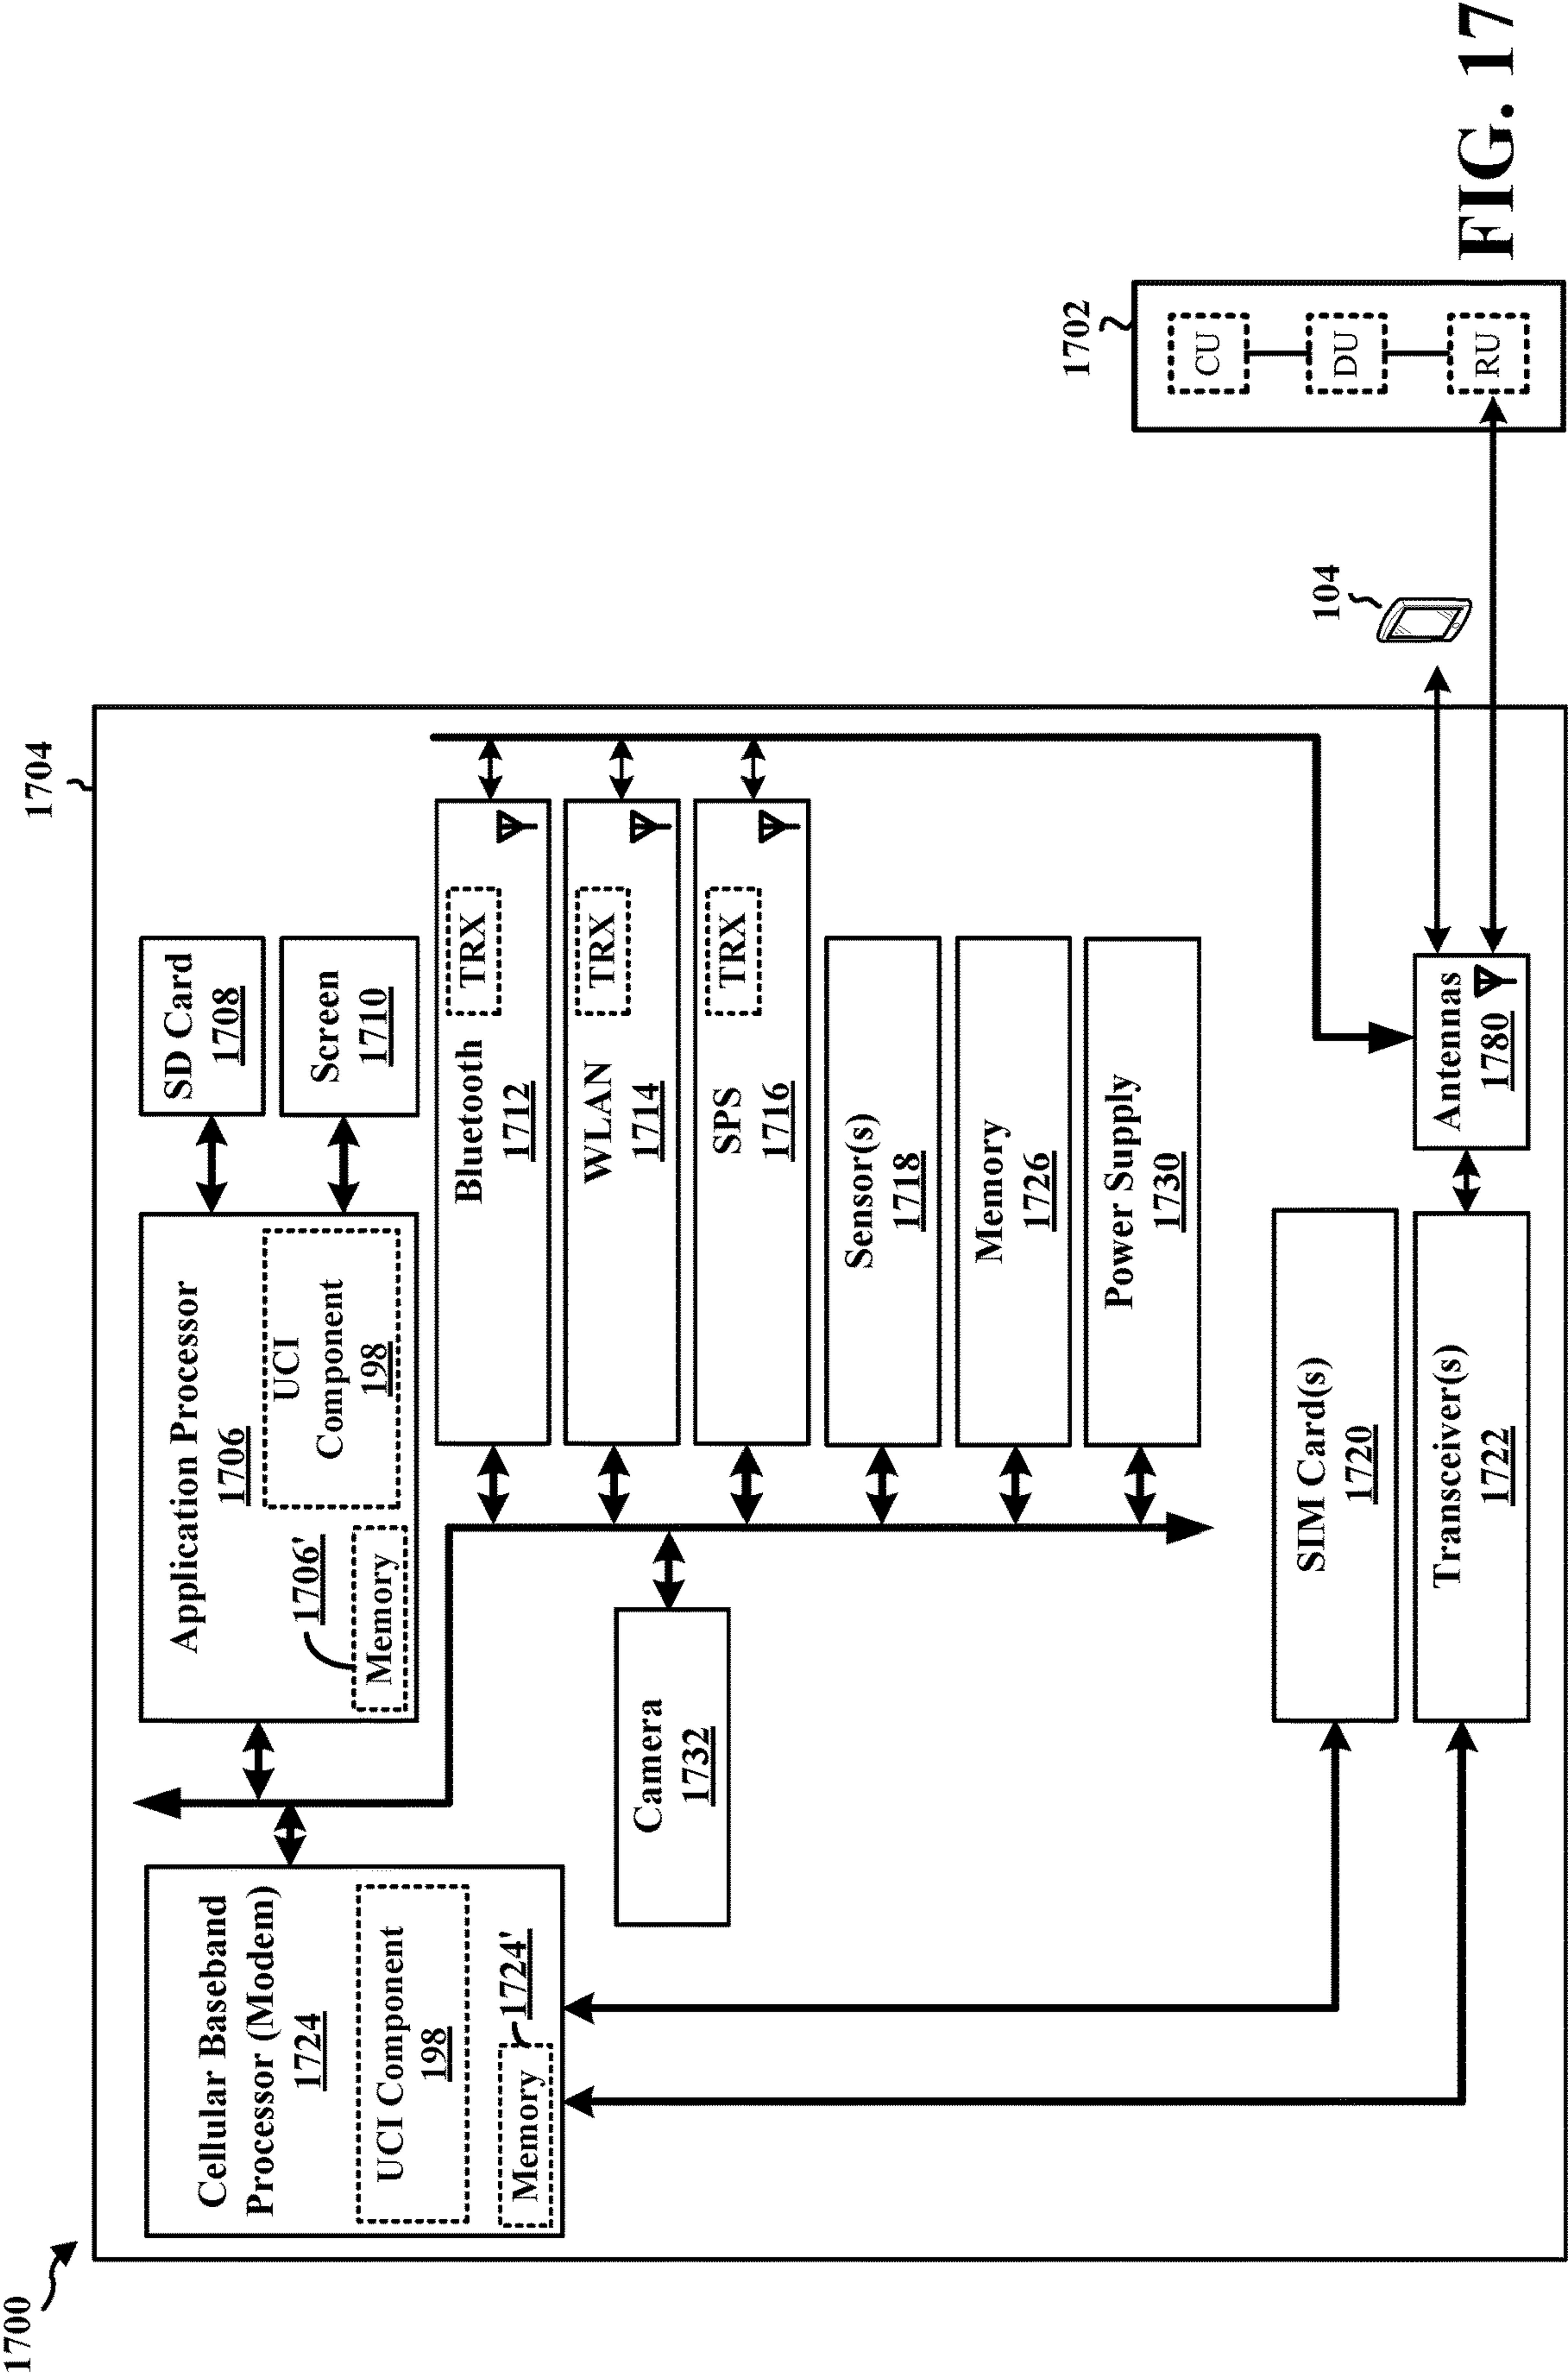 1700
1704
Cellular Baseband
Processor (Modem)
1724
UCI Component
198
1724'
Memory
Application Processor
1706
UCI
Component
198
1706'
Memory
SD Card
1708
Screen
1710
Bluetooth
1712
TRX
WLAN
1714
TRX
SPS
1716
TRX
Sensor(s)
1718
Memory
1726
Power Supply
1730
Camera
1732
SIM Card(s)
1720
Transceiver(s)
1722
Antennas
1780
104
1702
CU
DU
RU
FIG. 17